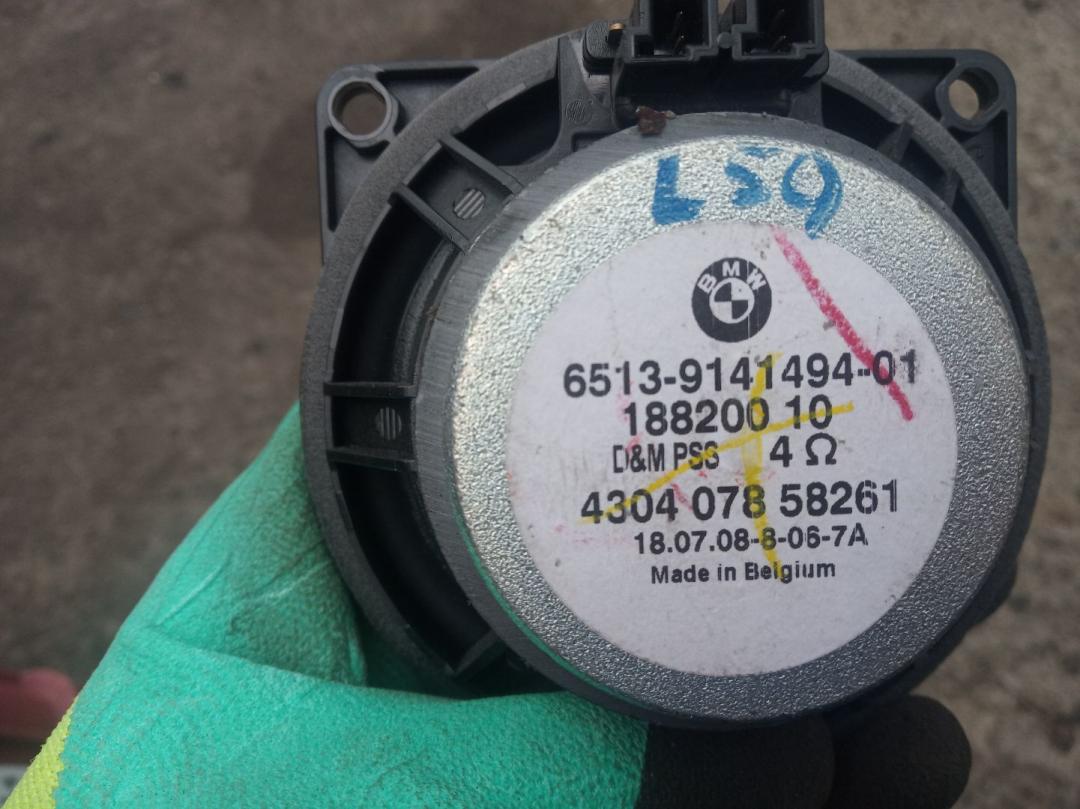 L59
BMW
6513-9141494-01
188200 10
D&M PSS 4 Ω
4304 078 58261
18.07.08-8-06-7A
Made in Belgium